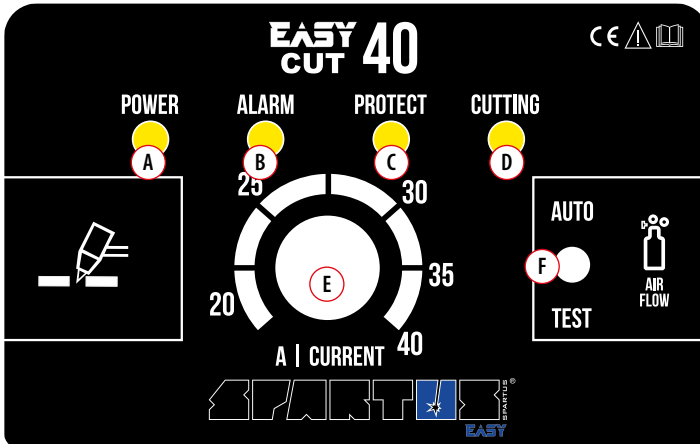 EASY
CUT 40
CE
POWER ALARM PROTECT CUTTING
A B C D
25 30
20 35
40
E
A | CURRENT
AUTO
F
TEST
AIR
FLOW
SPARTUS®
SPARTUS
EASY